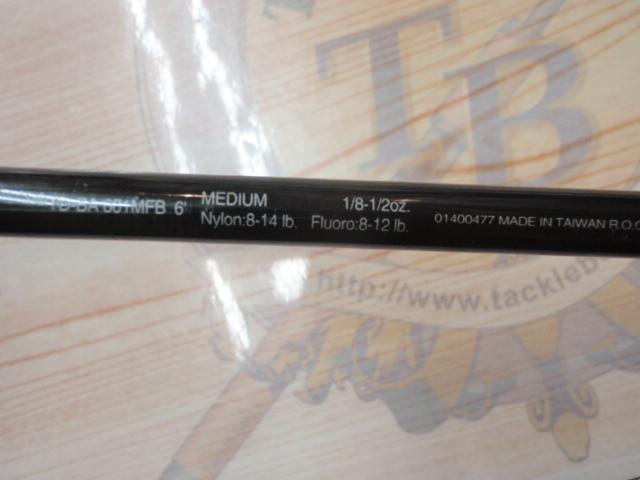 TB
TD-BA 601MFB 6' MEDIUM 1/8-1/2oz.
Nylon:8-14 lb. Fluoro:8-12 lb. 01400477 MADE IN TAIWAN R.O.C
http://www.tackleb